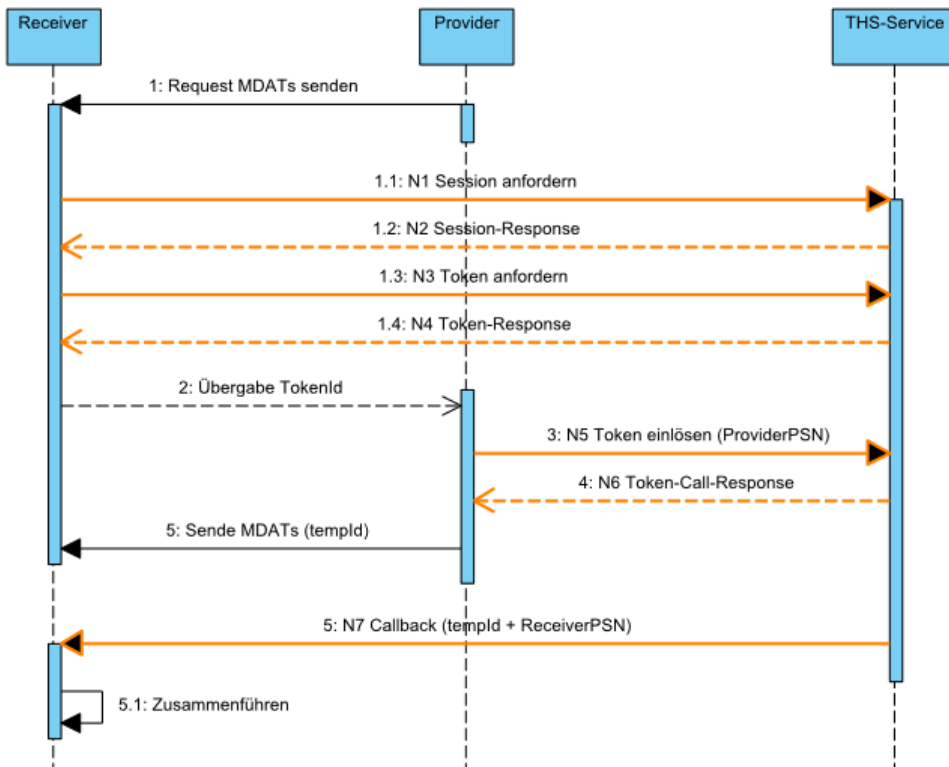 Receiver
Provider
THS-Service
1: Request MDATs senden
1.1: N1 Session anfordern
1.2: N2 Session-Response
1.3: N3 Token anfordern
1.4: N4 Token-Response
2: Übergabe TokenId
3: N5 Token einlösen (ProviderPSN)
4: N6 Token-Call-Response
5: Sende MDATs (tempId)
5: N7 Callback (tempId + ReceiverPSN)
5.1: Zusammenführen